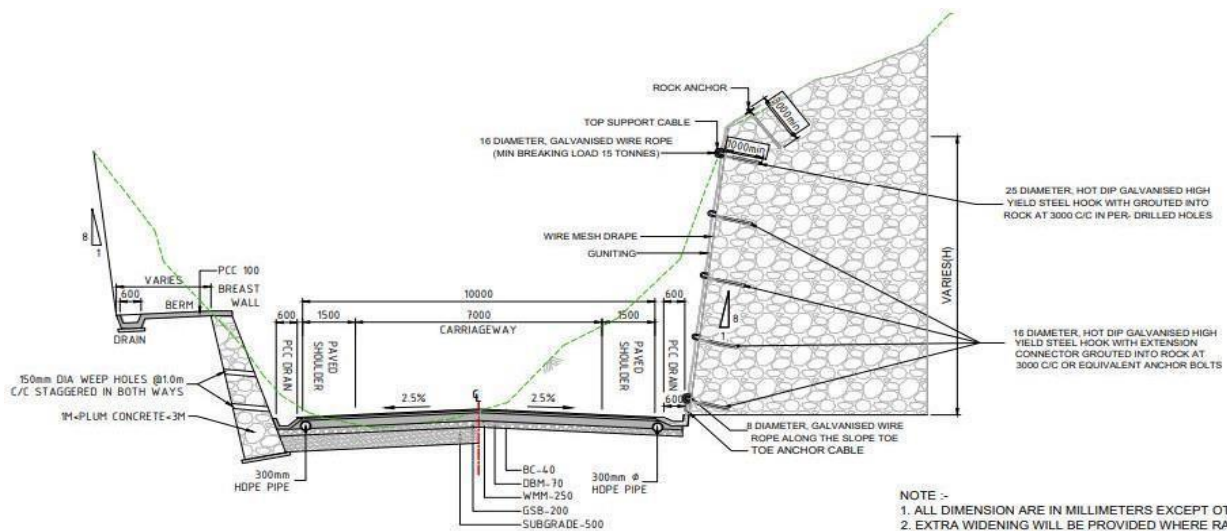 ROCK ANCHOR
3000min
TOP SUPPORT CABLE
16 DIAMETER, GALVANISED WIRE ROPE
(MIN BREAKING LOAD 15 TONNES)
1000min
25 DIAMETER, HOT DIP GALVANISED HIGH
YIELD STEEL HOOK WITH GROUTED INTO
ROCK AT 3000 C/C IN PER- DRILLED HOLES
WIRE MESH DRAPE
GUNITING
VARIES(H)
8
1
8
1
VARIES
600
PCC 100
BREAST
WALL
BERM
DRAIN
10000
600
600
1500
7000
1500
CARRIAGEWAY
PCC DRAIN
PAVED
SHOULDER
PAVED
SHOULDER
PCC DRAIN
600
16 DIAMETER, HOT DIP GALVANISED HIGH
YIELD STEEL HOOK WITH EXTENSION
CONNECTOR GROUTED INTO ROCK AT
3000 C/C OR EQUIVALENT ANCHOR BOLTS
150mm DIA WEEP HOLES @1.0m
C/C STAGGERED IN BOTH WAYS
1M<PLUM CONCRETE<3M
2.5%
℄
2.5%
8 DIAMETER, GALVANISED WIRE
ROPE ALONG THE SLOPE TOE
TOE ANCHOR CABLE
300mm
HDPE PIPE
300mm Ø
HDPE PIPE
BC-40
DBM-70
WMM-250
GSB-200
SUBGRADE-500
NOTE :-
1. ALL DIMENSION ARE IN MILLIMETERS EXCEPT
2. EXTRA WIDENING WILL BE PROVIDED WHERE